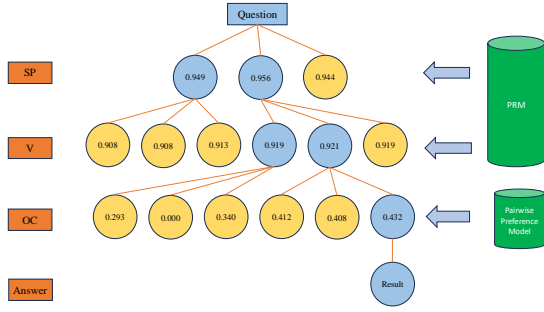 Question
SP
0.949
0.956
0.944
PRM
V
0.908
0.908
0.913
0.919
0.921
0.919
OC
0.293
0.000
0.340
0.412
0.408
0.432
Pairwise
Preference
Model
Answer
Result